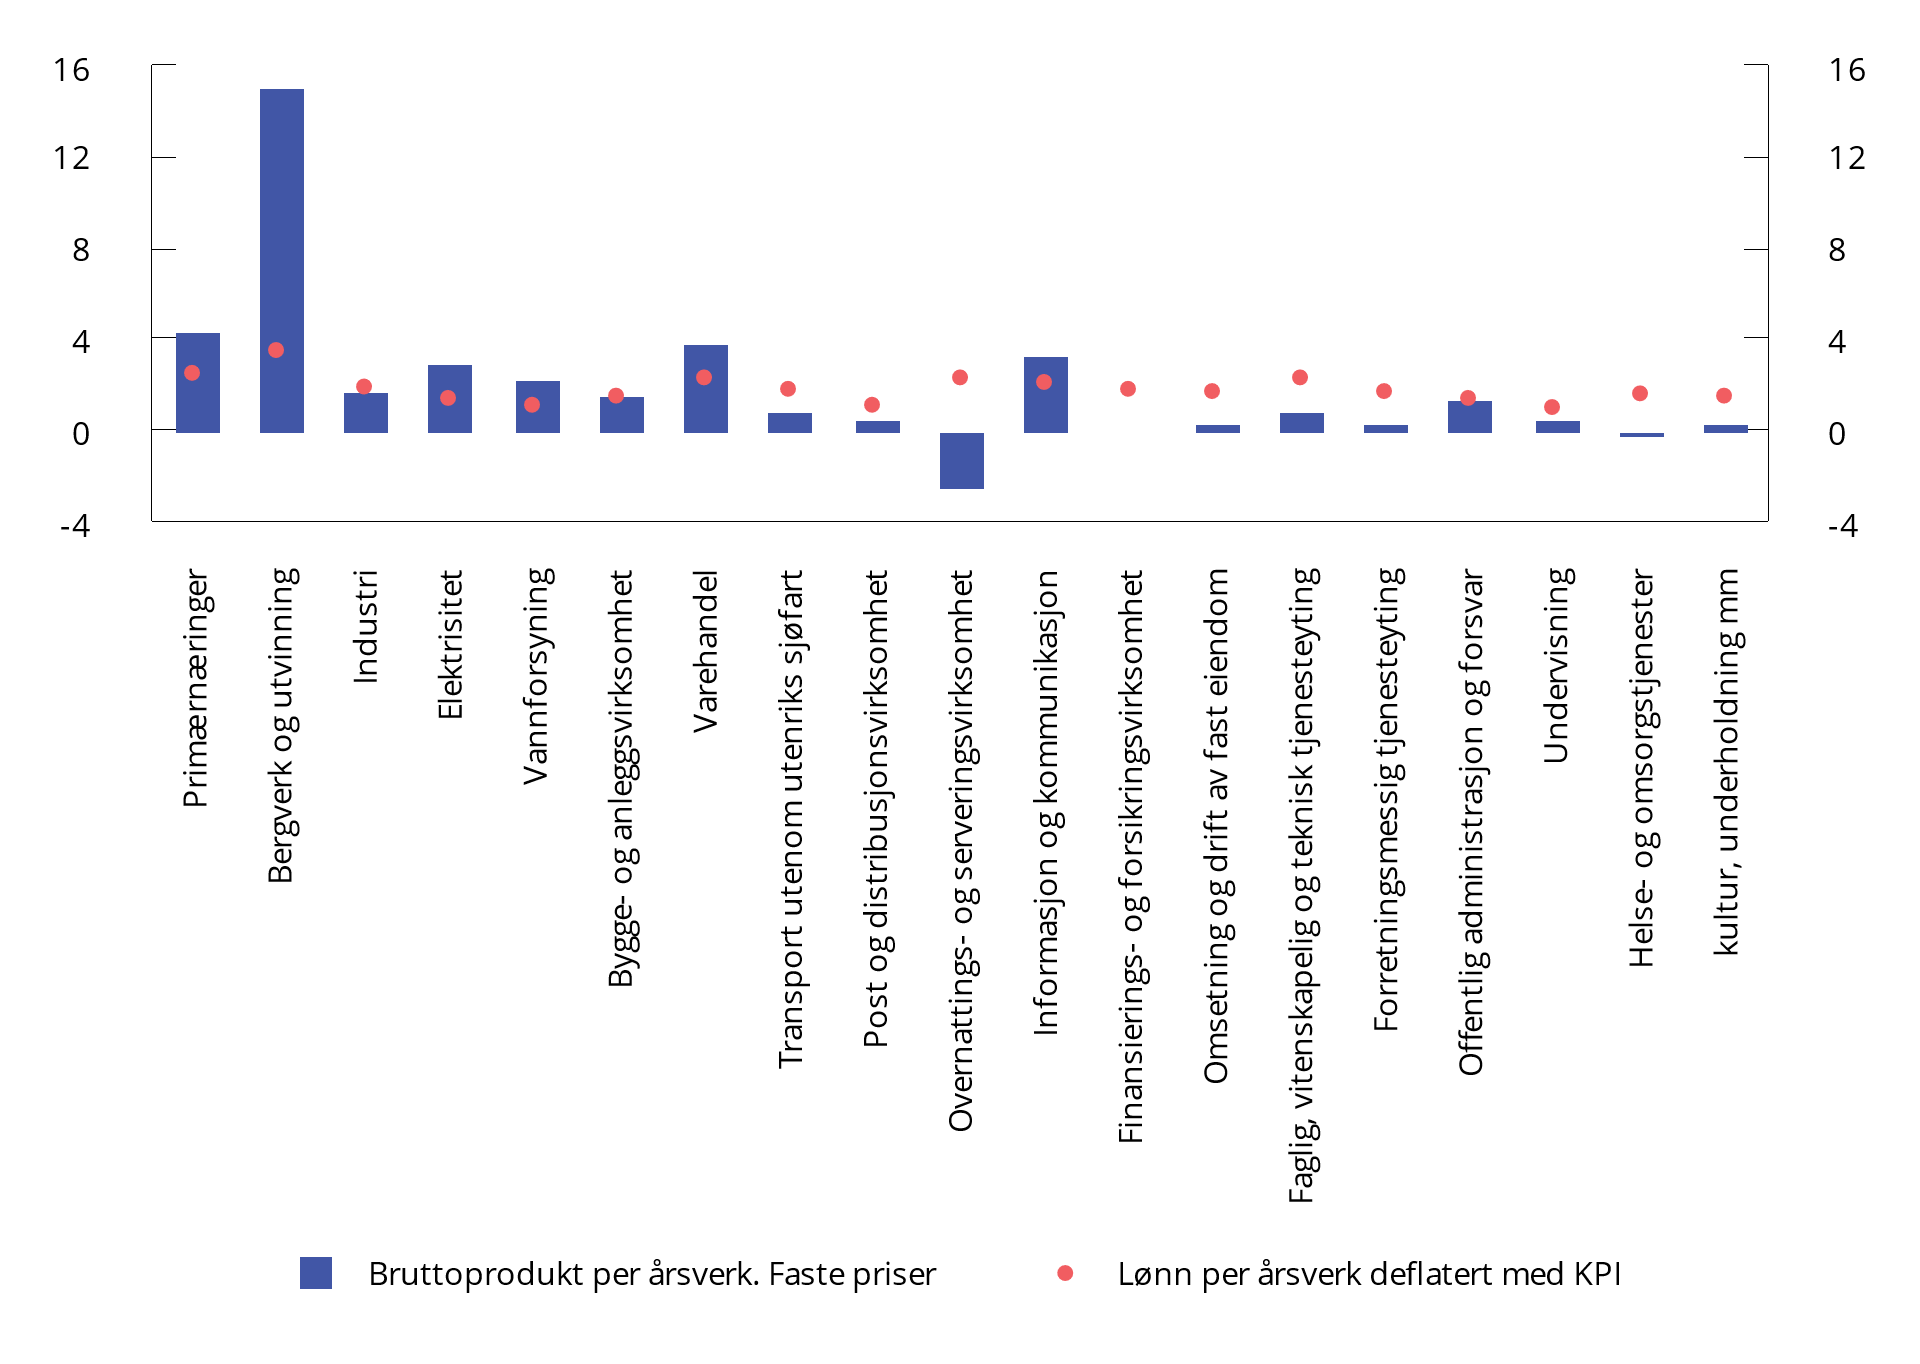 16 16
12 12
8 8
4 4
0 0
-4 -4
Primærnæringer
Bergverk og utvinning
Industri
Elektrisitet
Vannforsyning
Bygge- og anleggsvirksomhet
Varehandel
Transport utenom utenriks sjøfart
Post og distribusjonsvirksomhet
Overnattings- og serveringsvirksomhet
Informasjon og kommunikasjon
Finansierings- og forsikringsvirksomhet
Omsetning og drift av fast eiendom
Faglig, vitenskapelig og teknisk tjenesteyting
Forretningsmessig tjenesteyting
Offentlig administrasjon og forsvar
Undervisning
Helse- og omsorgstjenester
kultur, underholdning mm
Bruttoprodukt per årsverk. Faste priser
Lønn per årsverk deflatert med KPI